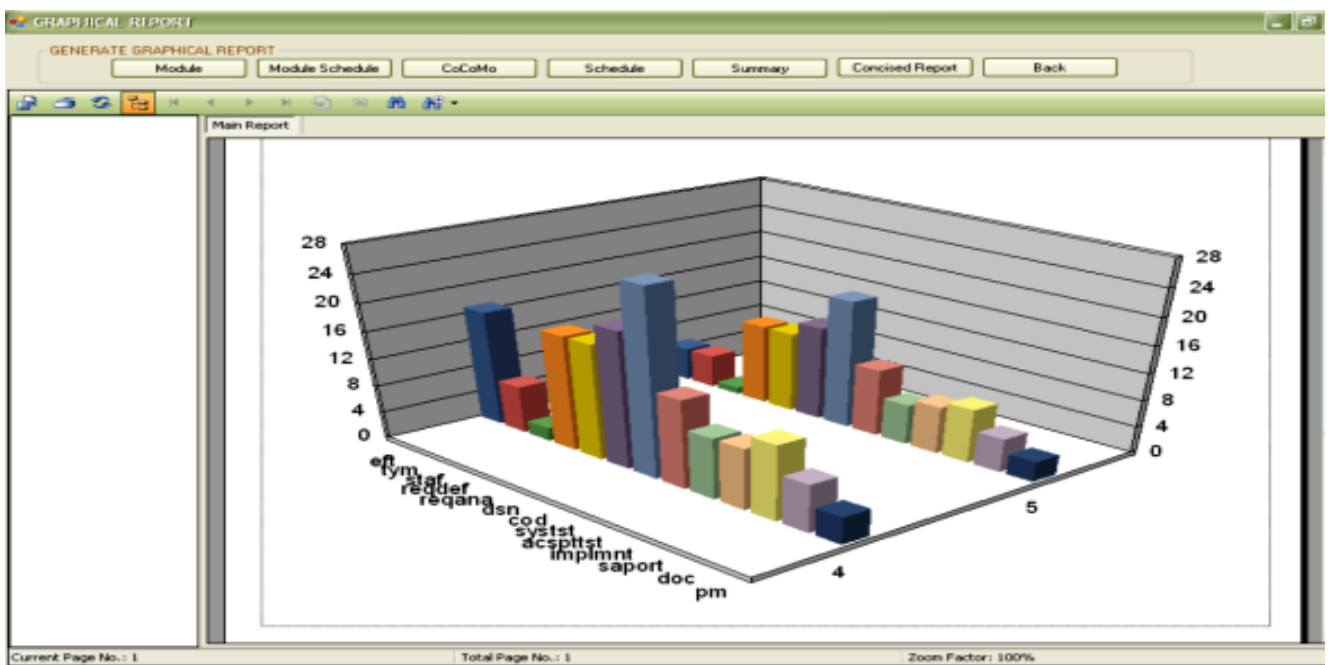 GRAPHICAL REPORT
GENERATE GRAPHICAL REPORT
Module Module Schedule CoCoMo Schedule Summary Concised Report Back
Main Report
28
24
20
16
12
8
4
0
28
24
20
16
12
8
4
0
eft
tym
staf
reqdef
reqana
dsn
cod
systst
acspttst
implmnt
saport
doc
pm
4
5
Current Page No.: 1 Total Page No.: 1 Zoom Factor: 100%